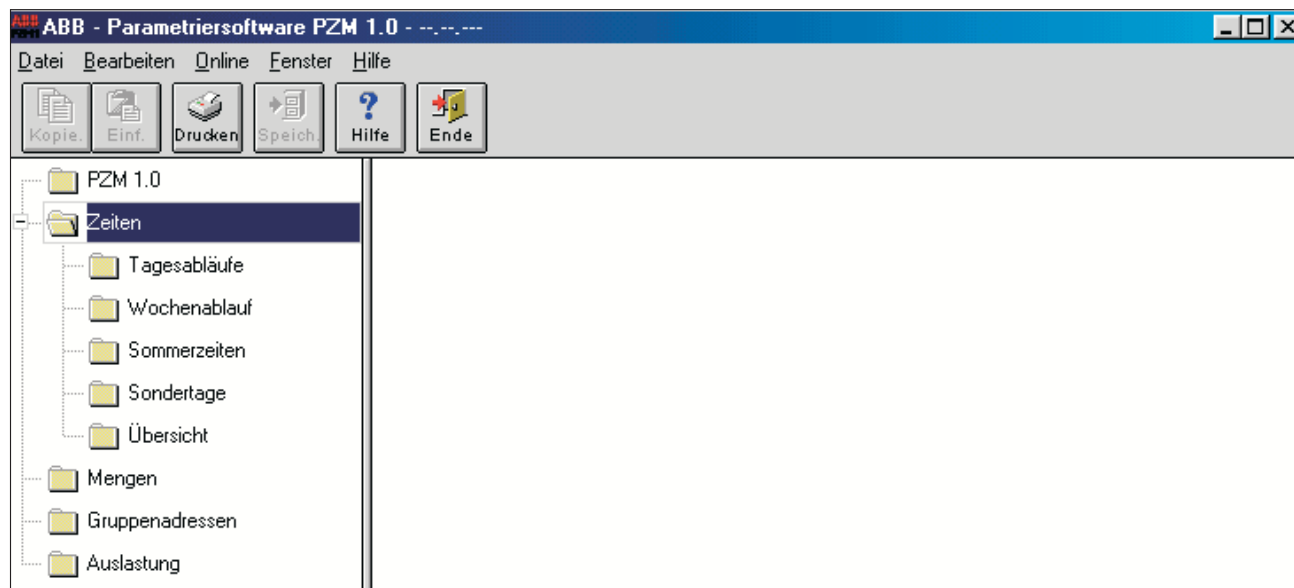 ABB - Parametriersoftware PZM 1.0 - --.--.---
Datei Bearbeiten Online Fenster Hilfe
Kopie. Einf. Drucken Speich. Hilfe Ende
PZM 1.0
Zeiten
Tagesabläufe
Wochenablauf
Sommerzeiten
Sondertage
Übersicht
Mengen
Gruppenadressen
Auslastung